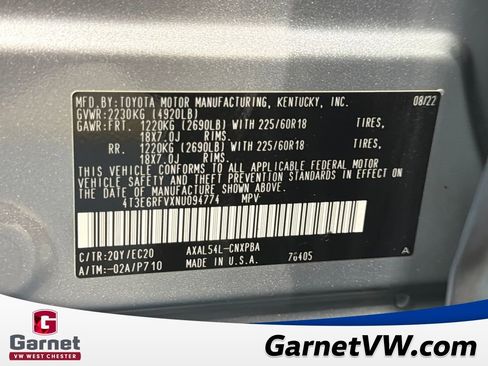 MFD. BY: TOYOTA MOTOR MANUFACTURING, KENTUCKY, INC. 08/22
GVWR: 2230KG (4920LB)
GAWR: FRT. 1220KG (2690LB) WITH 225/60R18 TIRES,
18X7.0J RIMS.
RR. 1220KG (2690LB) WITH 225/60R18 TIRES,
18X7.0J RIMS.
THIS VEHICLE CONFORMS TO ALL APPLICABLE FEDERAL MOTOR
VEHICLE SAFETY STANDARDS IN EFFECT ON THE DATE OF
MANUFACTURE SHOWN ABOVE.
4T3E6RFVXNU094774 MPV
C/TR: 2QY/EC20 AXAL54L-CNXPBA A
A/TM: -02A/P710 MADE IN U.S.A. 76405
G
Garnet
VW WEST CHESTER
GarnetVW.com